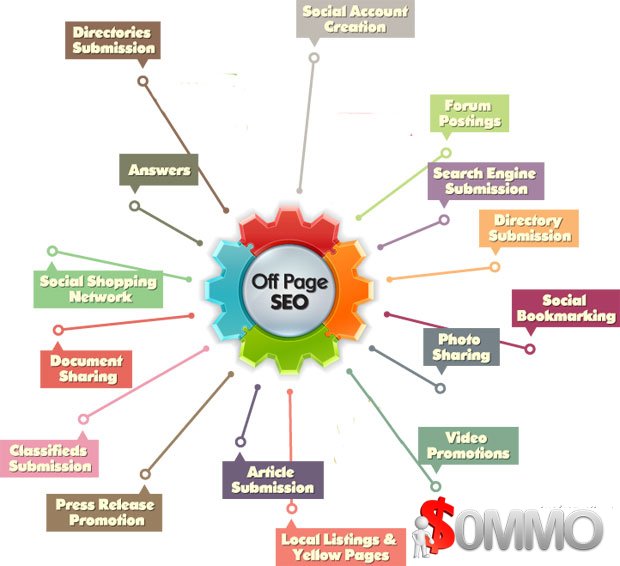 Social Account
Creation
Directories
Submission
Forum
Postings
Answers
Search Engine
Submission
Directory
Submission
Off Page
SEO
Social Shopping
Network
Social
Bookmarking
Photo
Sharing
Document
Sharing
Video
Promotions
Classifieds
Submission
Article
Submission
Press Release
Promotion
Local Listings &
Yellow Pages
$OMMO